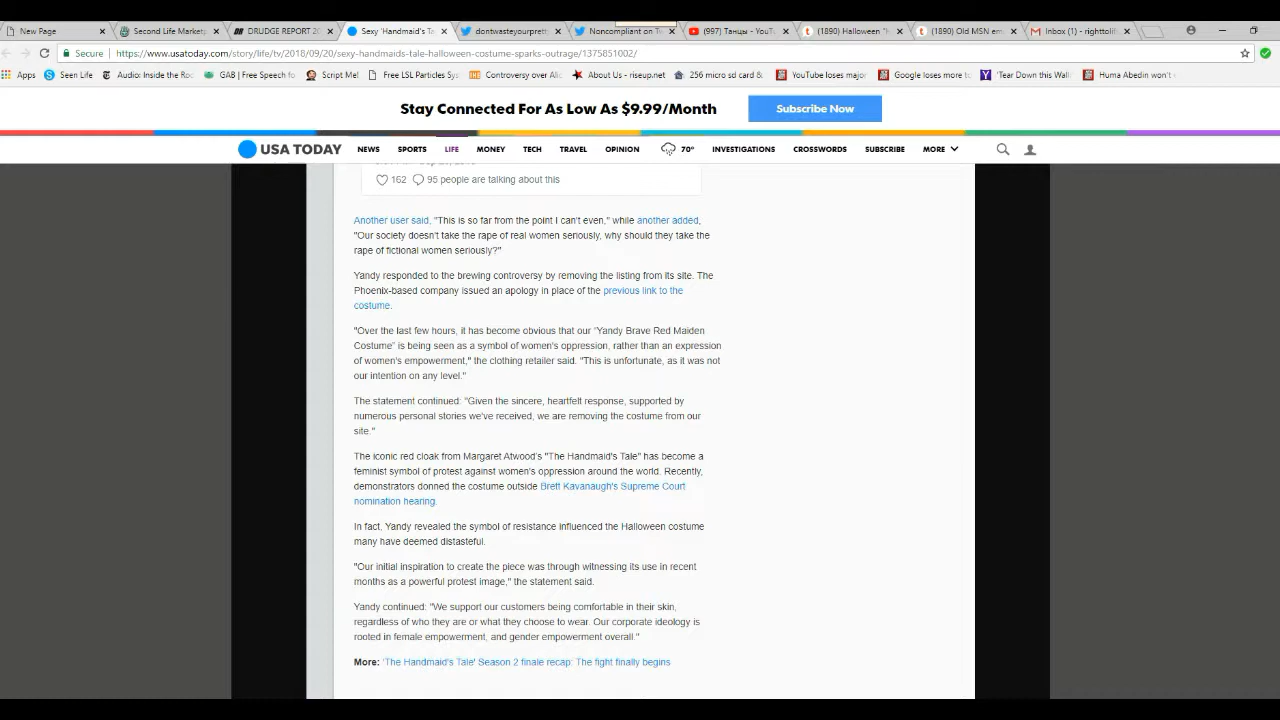 New Page
Second Life Marketp
DRUDGE REPORT 20
Sexy 'Handmaid's Ta
dontwasteyourprett
Noncompliant on Tw
(997) Танцы - YouTu
(1890) Halloween "H
(1890) Old MSN em
Inbox (1) - righttolif
Secure
https://www.usatoday.com/story/life/tv/2018/09/20/sexy-handmaids-tale-halloween-costume-sparks-outrage/1375851002/
Apps
Seen Life
Audio: Inside the Ro
GAB | Free Speech fo
Script Mel
Free LSL Particles Sys
Controversy over Ali
About Us - riseup.net
256 micro sd card &
YouTube loses major
Google loses more to
'Tear Down this Wall
Huma Abedin won't c
Stay Connected For As Low As $9.99/Month
Subscribe Now
USA TODAY
NEWS
SPORTS
LIFE
MONEY
TECH
TRAVEL
OPINION
70°
INVESTIGATIONS
CROSSWORDS
SUBSCRIBE
MORE
162
95 people are talking about this
Another user said, "This is so far from the point I can't even," while another added,
"Our society doesn't take the rape of real women seriously, why should they take the
rape of fictional women seriously?"
Yandy responded to the brewing controversy by removing the listing from its site. The
Phoenix-based company issued an apology in place of the previous link to the
costume.
"Over the last few hours, it has become obvious that our "Yandy Brave Red Maiden
Costume" is being seen as a symbol of women's oppression, rather than an expression
of women's empowerment," the clothing retailer said. "This is unfortunate, as it was not
our intention on any level."
The statement continued: "Given the sincere, heartfelt response, supported by
numerous personal stories we've received, we are removing the costume from our
site."
The iconic red cloak from Margaret Atwood's "The Handmaid's Tale" has become a
feminist symbol of protest against women's oppression around the world. Recently,
demonstrators donned the costume outside Brett Kavanaugh's Supreme Court
nomination hearing.
In fact, Yandy revealed the symbol of resistance influenced the Halloween costume
many have deemed distasteful.
"Our initial inspiration to create the piece was through witnessing its use in recent
months as a powerful protest image," the statement said.
Yandy continued: "We support our customers being comfortable in their skin,
regardless of who they are or what they choose to wear. Our corporate ideology is
rooted in female empowerment, and gender empowerment overall."
More: 'The Handmaid's Tale' Season 2 finale recap: The fight finally begins